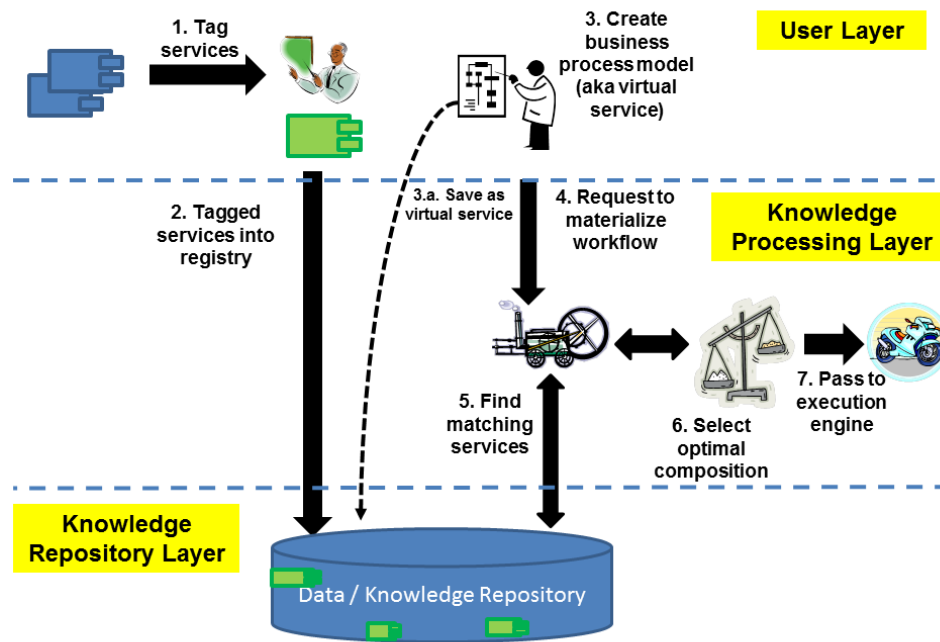 1. Tag
services
3. Create
business
process model
(aka virtual
service)
User Layer
2. Tagged
services into
registry
3.a. Save as
virtual service
4. Request to
materialize
workflow
Knowledge
Processing Layer
5. Find
matching
services
6. Select
optimal
composition
7. Pass to
execution
engine
Knowledge
Repository Layer
Data / Knowledge Repository